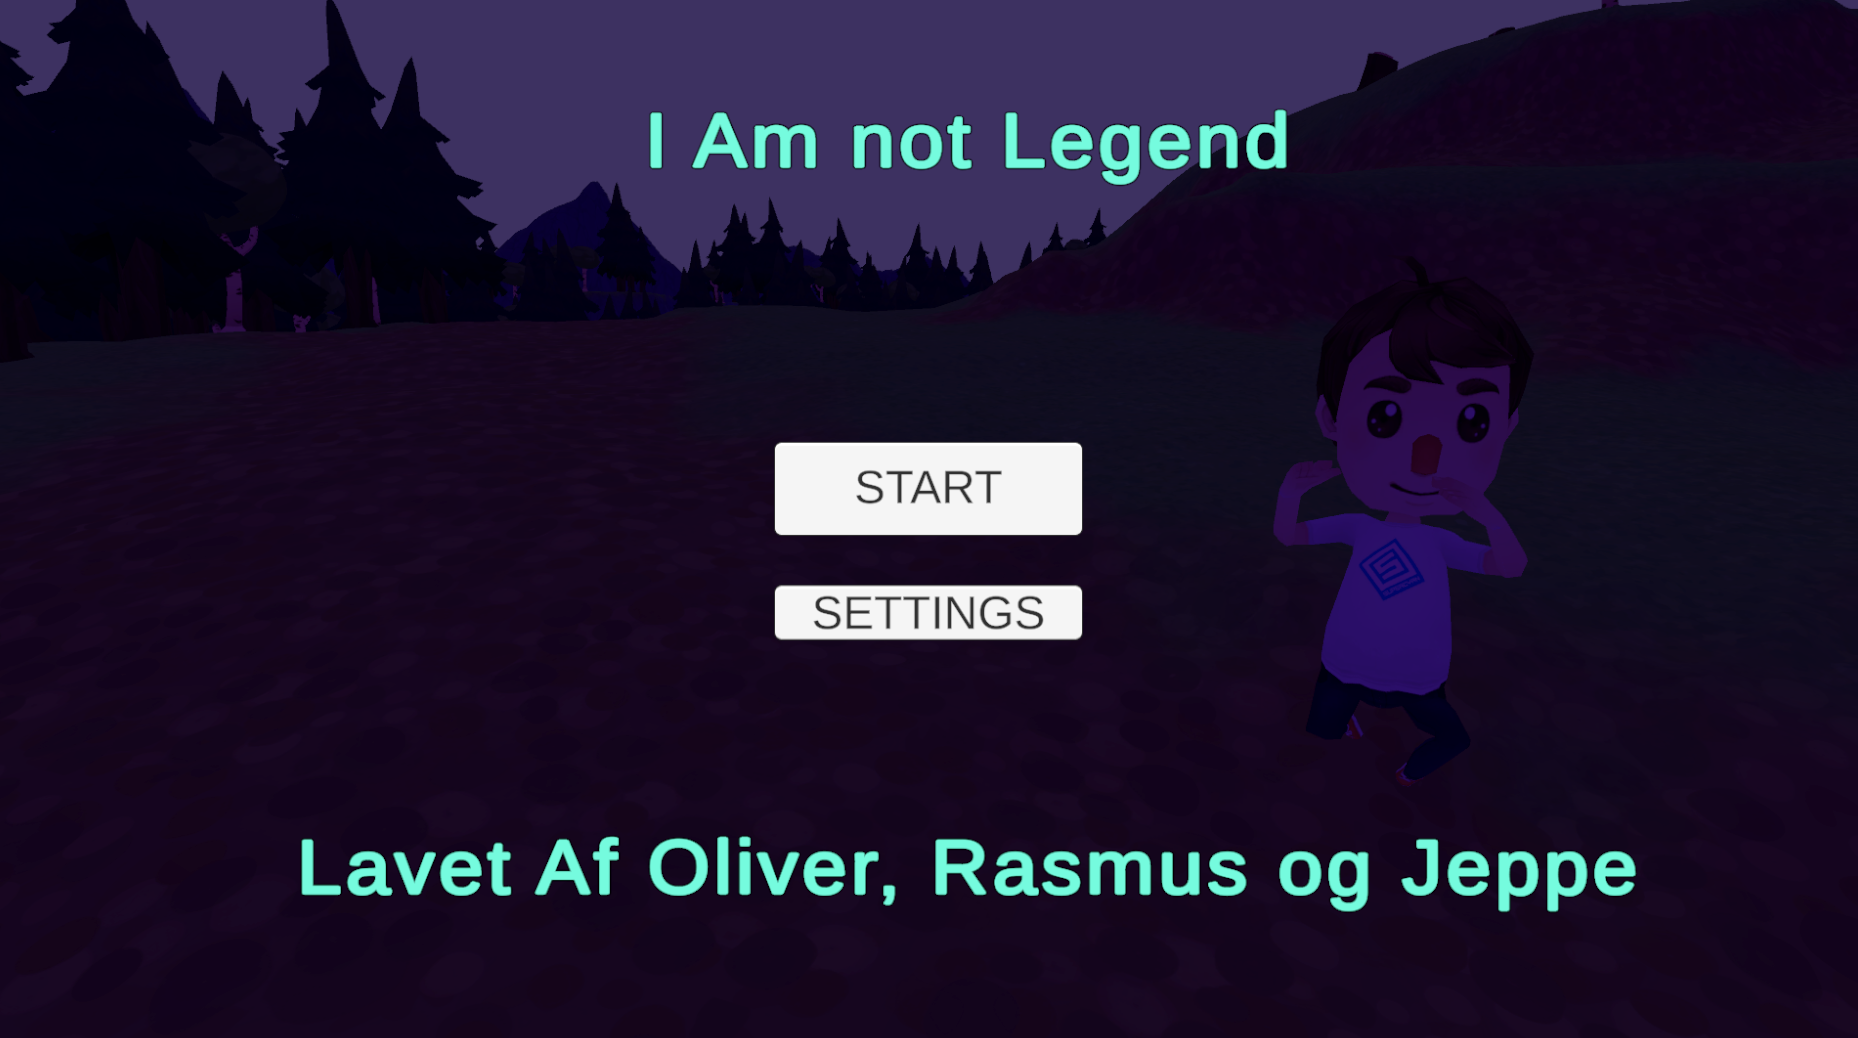 I Am not Legend
START
SETTINGS
Lavet Af Oliver, Rasmus og Jeppe